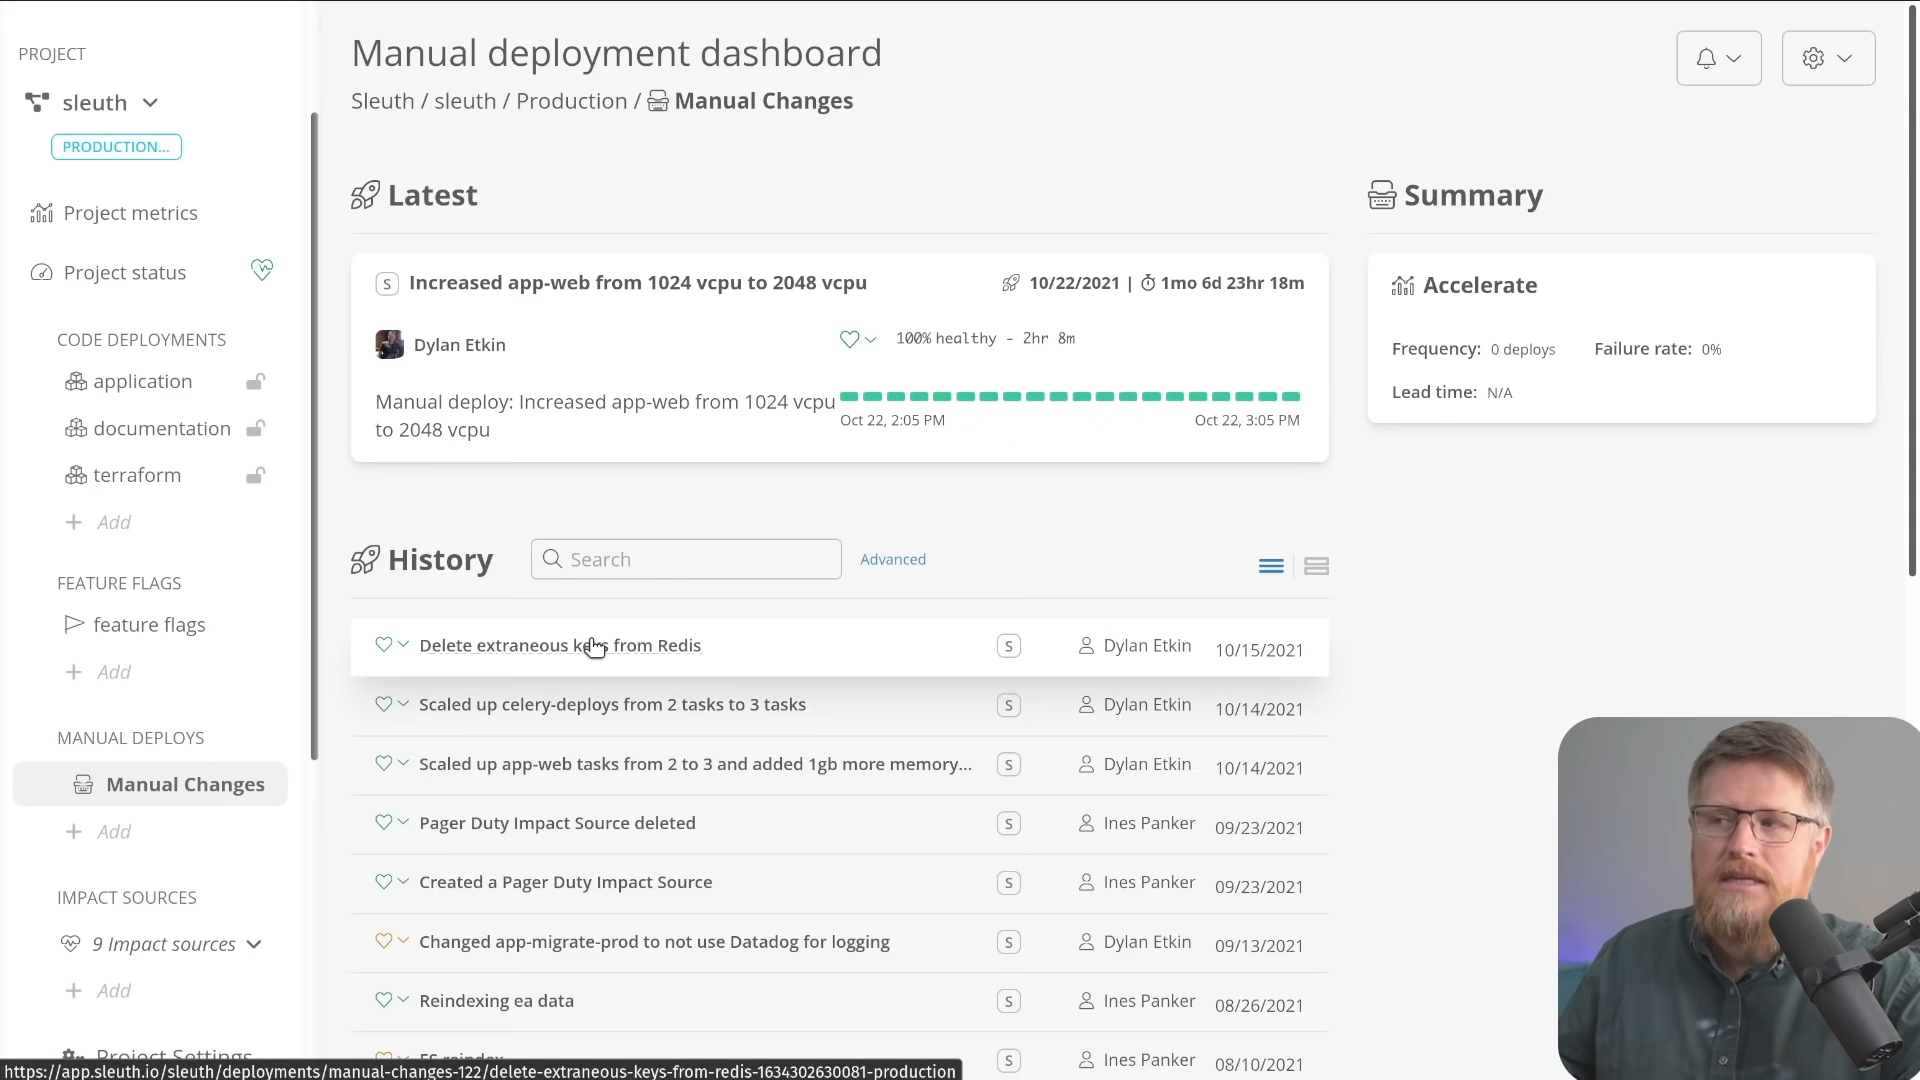 PROJECT
sleuth
PRODUCTION...
Project metrics
Project status
CODE DEPLOYMENTS
application
documentation
terraform
+ Add
FEATURE FLAGS
feature flags
+ Add
MANUAL DEPLOYS
Manual Changes
+ Add
IMPACT SOURCES
9 Impact sources
+ Add
Project Settings
Manual deployment dashboard
Sleuth / sleuth / Production / Manual Changes
Latest
S Increased app-web from 1024 vcpu to 2048 vcpu 10/22/2021 | 1mo 6d 23hr 18m
Dylan Etkin 100% healthy - 2hr 8m
Manual deploy: Increased app-web from 1024 vcpu
to 2048 vcpu
Oct 22, 2:05 PM Oct 22, 3:05 PM
Summary
Accelerate
Frequency: 0 deploys Failure rate: 0%
Lead time: N/A
History Search Advanced
Delete extraneous keys from Redis S Dylan Etkin 10/15/2021
Scaled up celery-deploys from 2 tasks to 3 tasks S Dylan Etkin 10/14/2021
Scaled up app-web tasks from 2 to 3 and added 1gb more memory... S Dylan Etkin 10/14/2021
Pager Duty Impact Source deleted S Ines Panker 09/23/2021
Created a Pager Duty Impact Source S Ines Panker 09/23/2021
Changed app-migrate-prod to not use Datadog for logging S Dylan Etkin 09/13/2021
Reindexing ea data S Ines Panker 08/26/2021
ES reindex S Ines Panker 08/10/2021
https://app.sleuth.io/sleuth/deployments/manual-changes-122/delete-extraneous-keys-from-redis-1634302630081-production